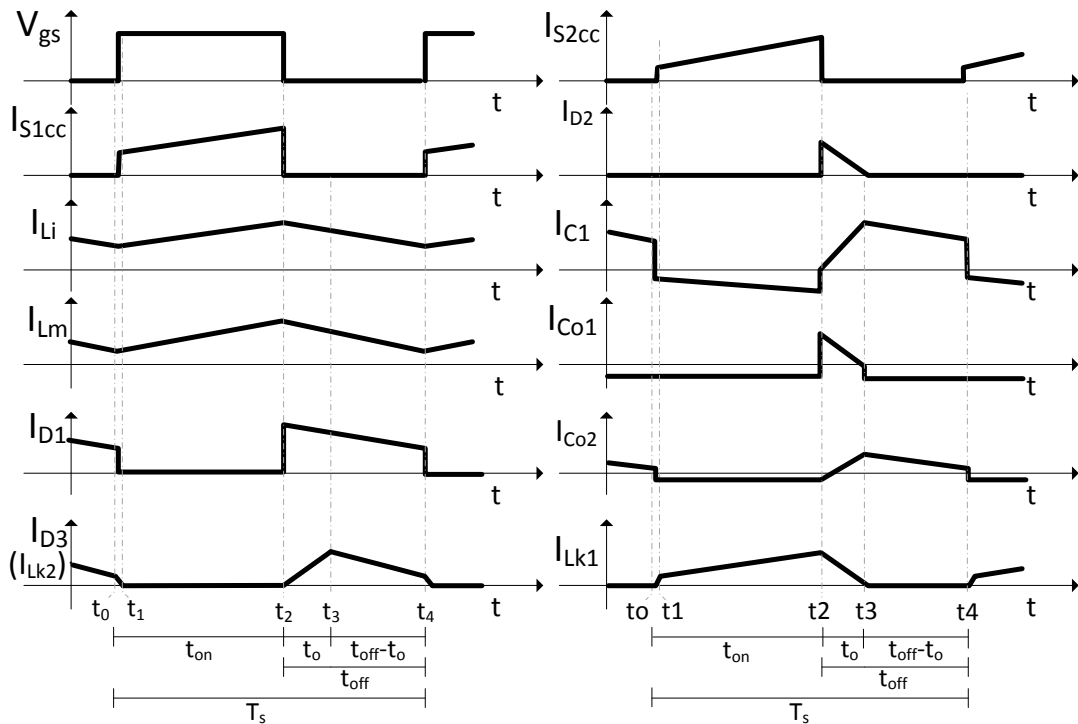 Vgs
t
IS1cc
t
ILi
t
ILm
t
ID1
t
ID3
(ILk2)
t
t0 t1 t2 t3 t4
ton to toff-to
toff
Ts
IS2cc
t
ID2
t
IC1
t
ICo1
t
ICo2
t
ILk1
t
to t1 t2 t3 t4
ton to toff-to
toff
Ts